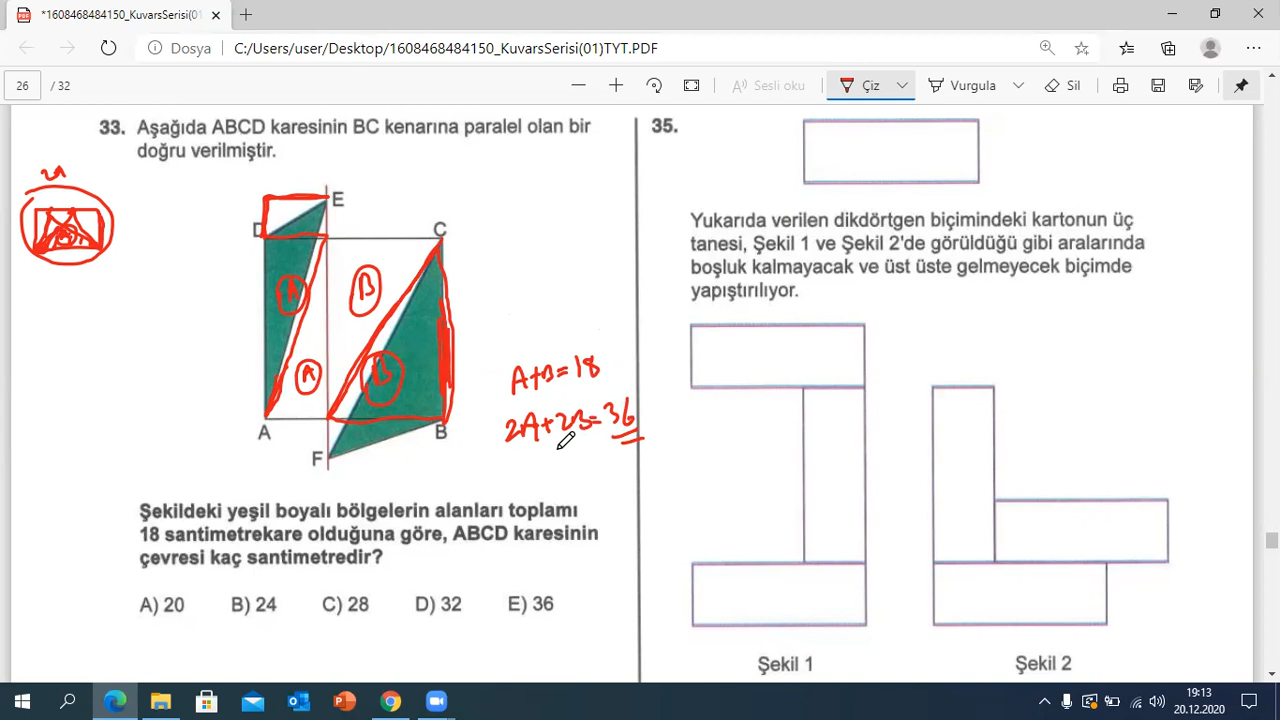 *1608468484150_KuvarsSerisi(01)
Dosya
C:/Users/user/Desktop/1608468484150_KuvarsSerisi(01)TYT.PDF
26 / 32
Sesli oku
Çiz
Vurgula
Sil
33. Aşağıda ABCD karesinin BC kenarına paralel olan bir
doğru verilmiştir.
2A
E
D
C
A
B
A
B
A
B
F
A+B=18
2A+2B=36
Şekildeki yeşil boyalı bölgelerin alanları toplamı
18 santimetrekare olduğuna göre, ABCD karesinin
çevresi kaç santimetredir?
A) 20 B) 24 C) 28 D) 32 E) 36
35.
Yukarıda verilen dikdörtgen biçimindeki kartonun üç
tanesi, Şekil 1 ve Şekil 2'de görüldüğü gibi aralarında
boşluk kalmayacak ve üst üste gelmeyecek biçimde
yapıştırılıyor.
Şekil 1
Şekil 2
19:13
20.12.2020